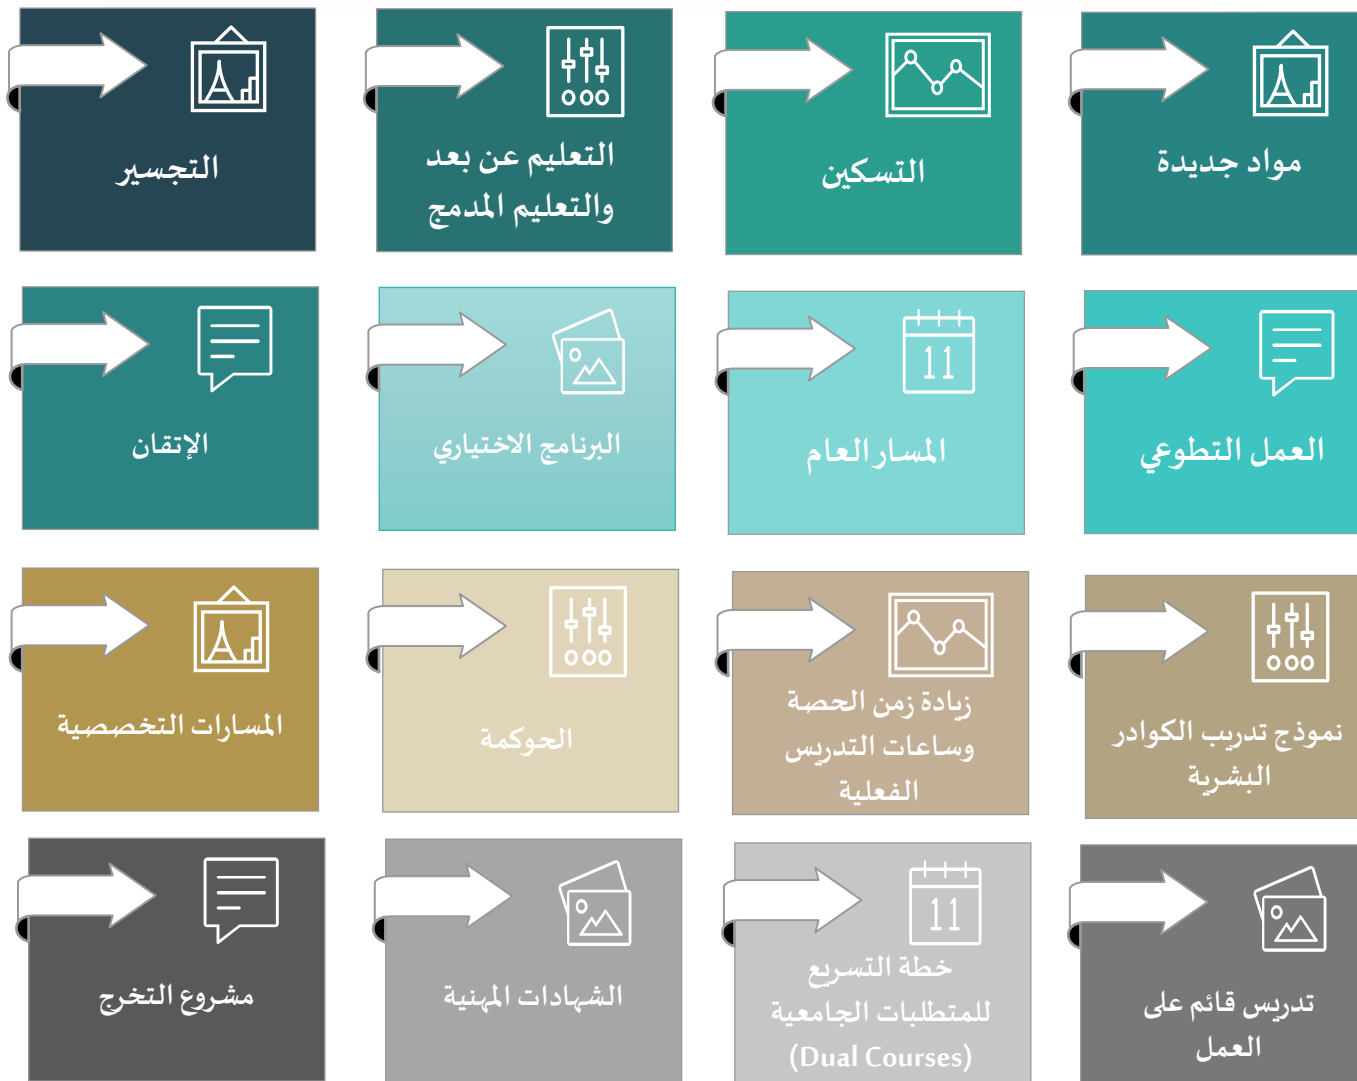 مواد جديدة
التسكين
التعليم عن بعد
والتعليم المدمج
التجسير
العمل التطوعي
11
المسار العام
البرنامج الاختياري
الإتقان
نموذج تدريب الكوادر
البشرية
زيادة زمن الحصة
وساعات التدريس
الفعلية
الحوكمة
المسارات التخصصية
تدريس قائم على
العمل
11
خطة التسريع
للمتطلبات الجامعية
(Dual Courses)
الشهادات المهنية
مشروع التخرج